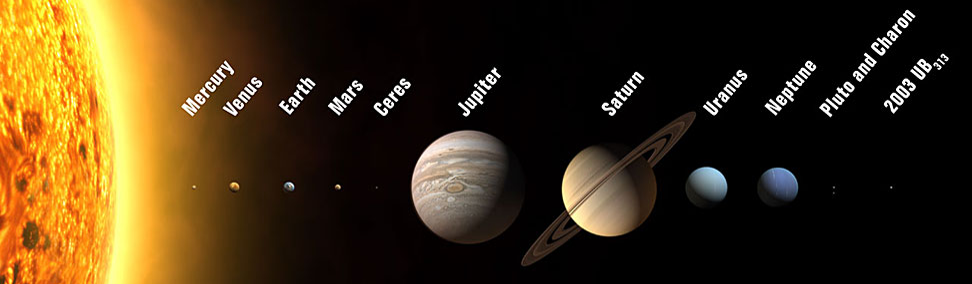 Mercury
Venus
Earth
Mars
Ceres
Jupiter
Saturn
Uranus
Neptune
Pluto and Charon
2003 UB313